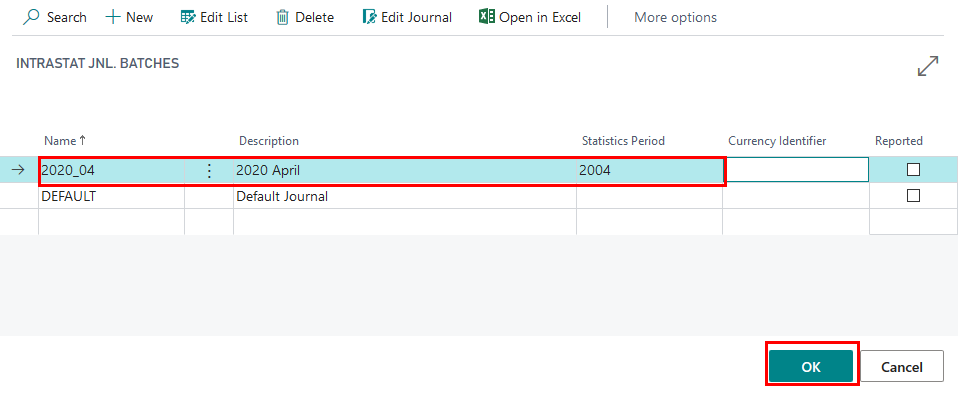 Search New Edit List Delete Edit Journal Open in Excel More options
INTRASTAT JNL. BATCHES
Name ↑ Description Statistics Period Currency Identifier Reported
2020_04 2020 April 2004
DEFAULT Default Journal
OK Cancel